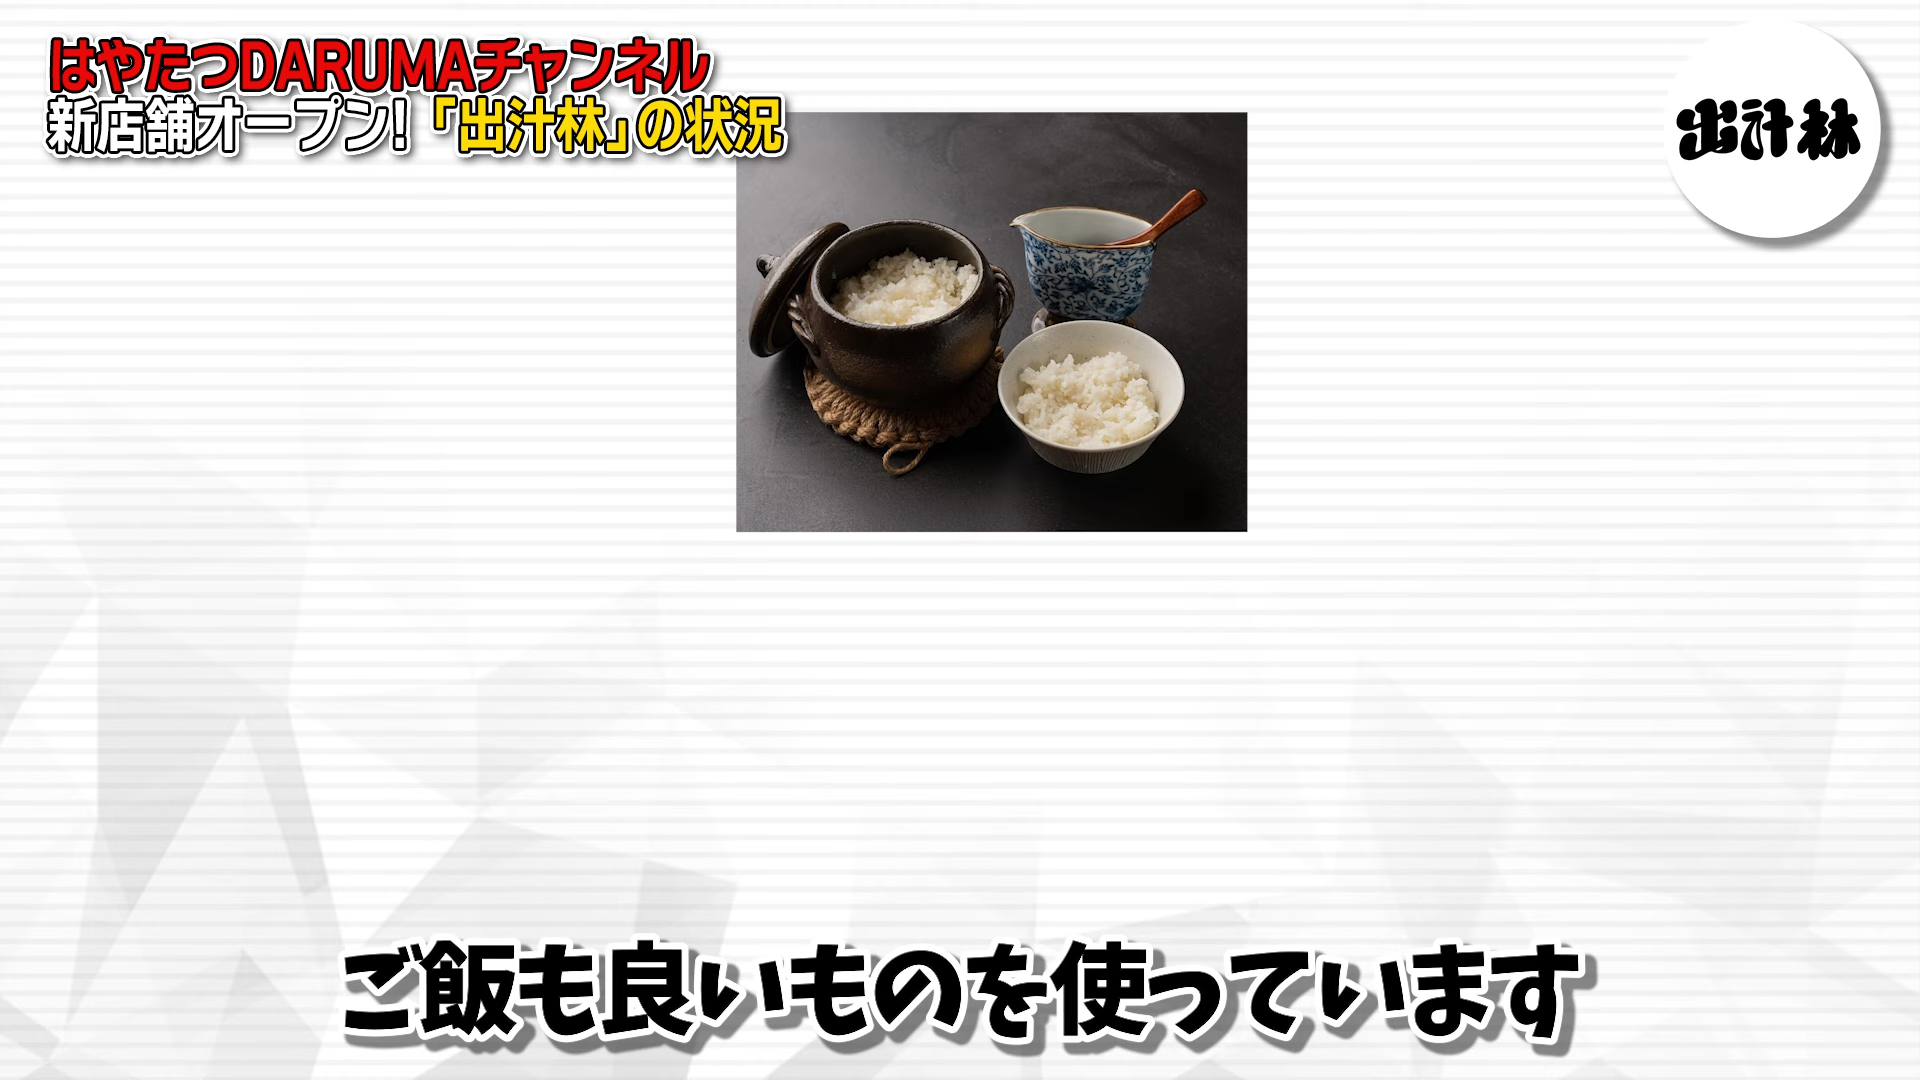 はやたつDARUMAチャンネル
新店舗オープン!「出汁林」の状況
出汁林
ご飯も良いものを使っています